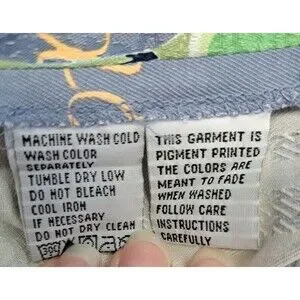 MACHINE WASH COLD
WASH COLOR
SEPARATELY
TUMBLE DRY LOW
DO NOT BLEACH
COOL IRON
IF NECESSARY
DO NOT DRY CLEAN
THIS GARMENT IS
PIGMENT PRINTED
THE COLORS ARE
MEANT TO FADE
WHEN WASHED
FOLLOW CARE
INSTRUCTIONS
CAREFULLY